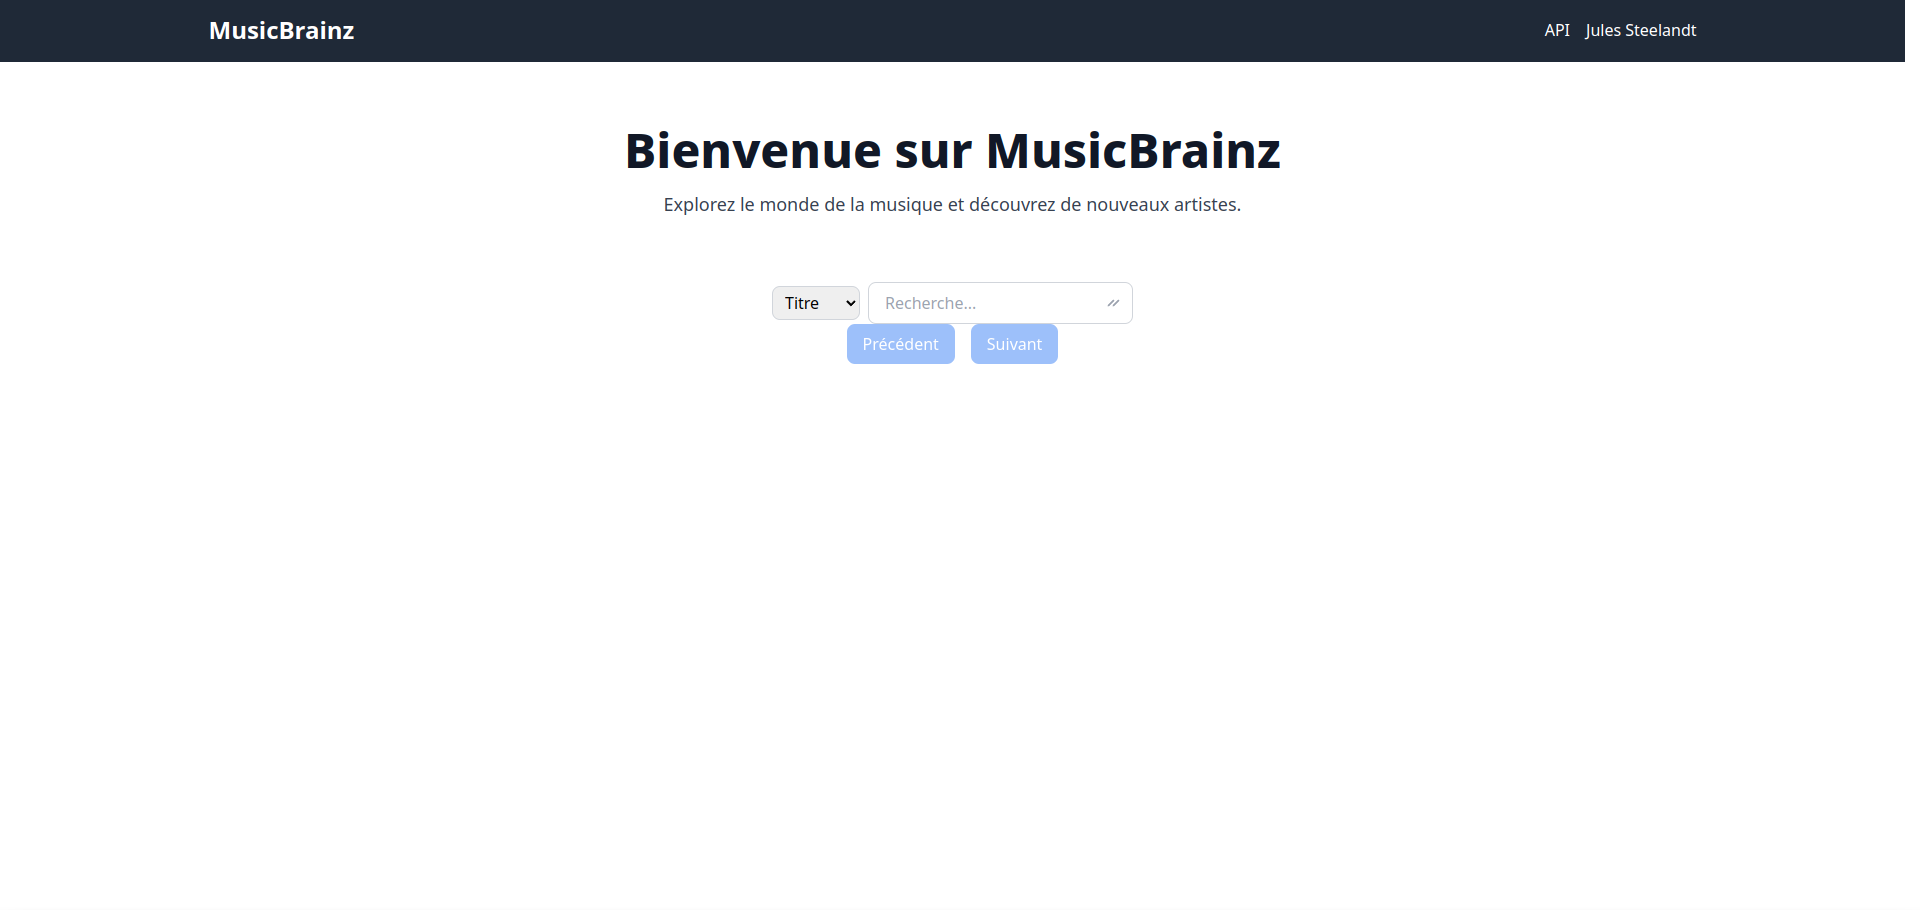 MusicBrainz
API Jules Steelandt
Bienvenue sur MusicBrainz
Explorez le monde de la musique et découvrez de nouveaux artistes.
Titre Recherche...
Précédent Suivant